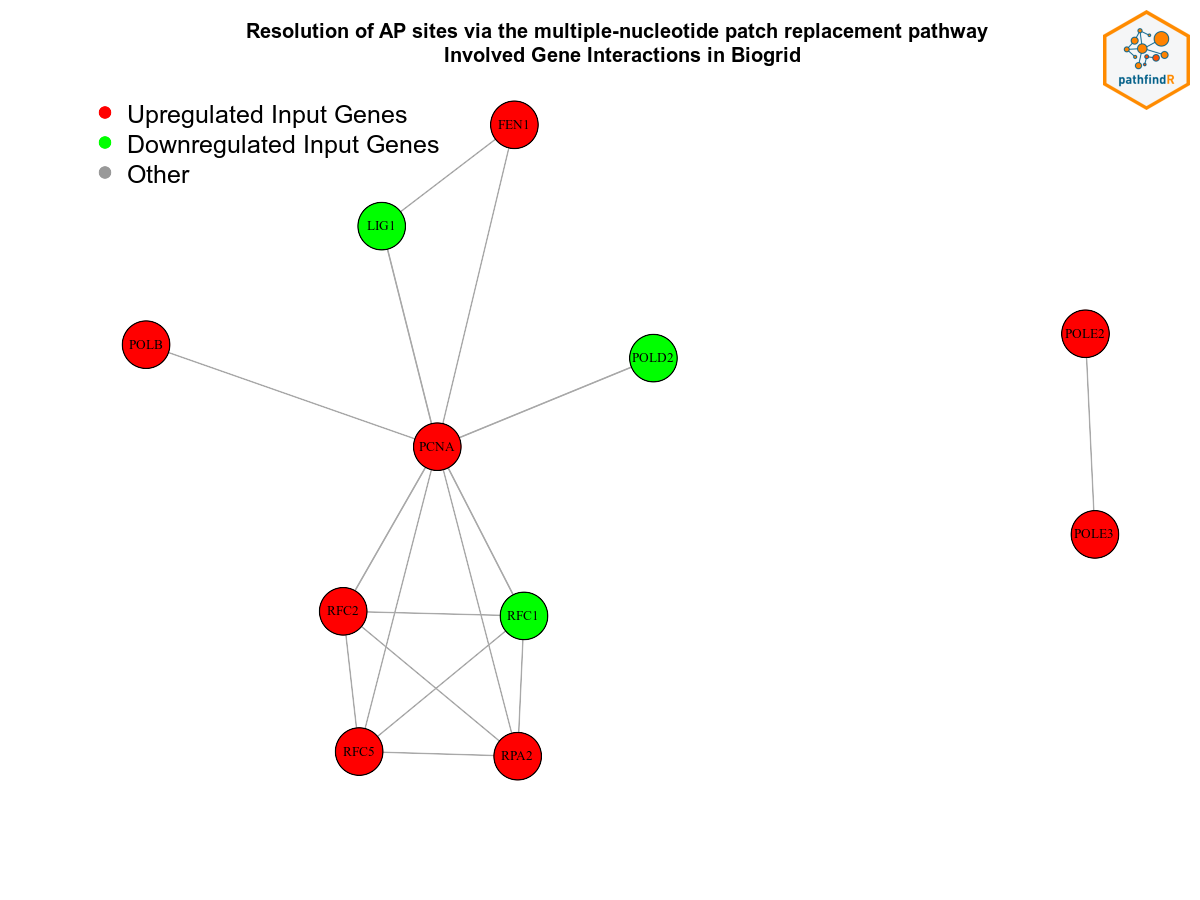 Resolution of AP sites via the multiple-nucleotide patch replacement pathway
Involved Gene Interactions in Biogrid
pathfindR
Upregulated Input Genes
Downregulated Input Genes
Other
FEN1
LIG1
POLB
POLD2
POLE2
PCNA
POLE3
RFC2
RFC1
RFC5
RPA2